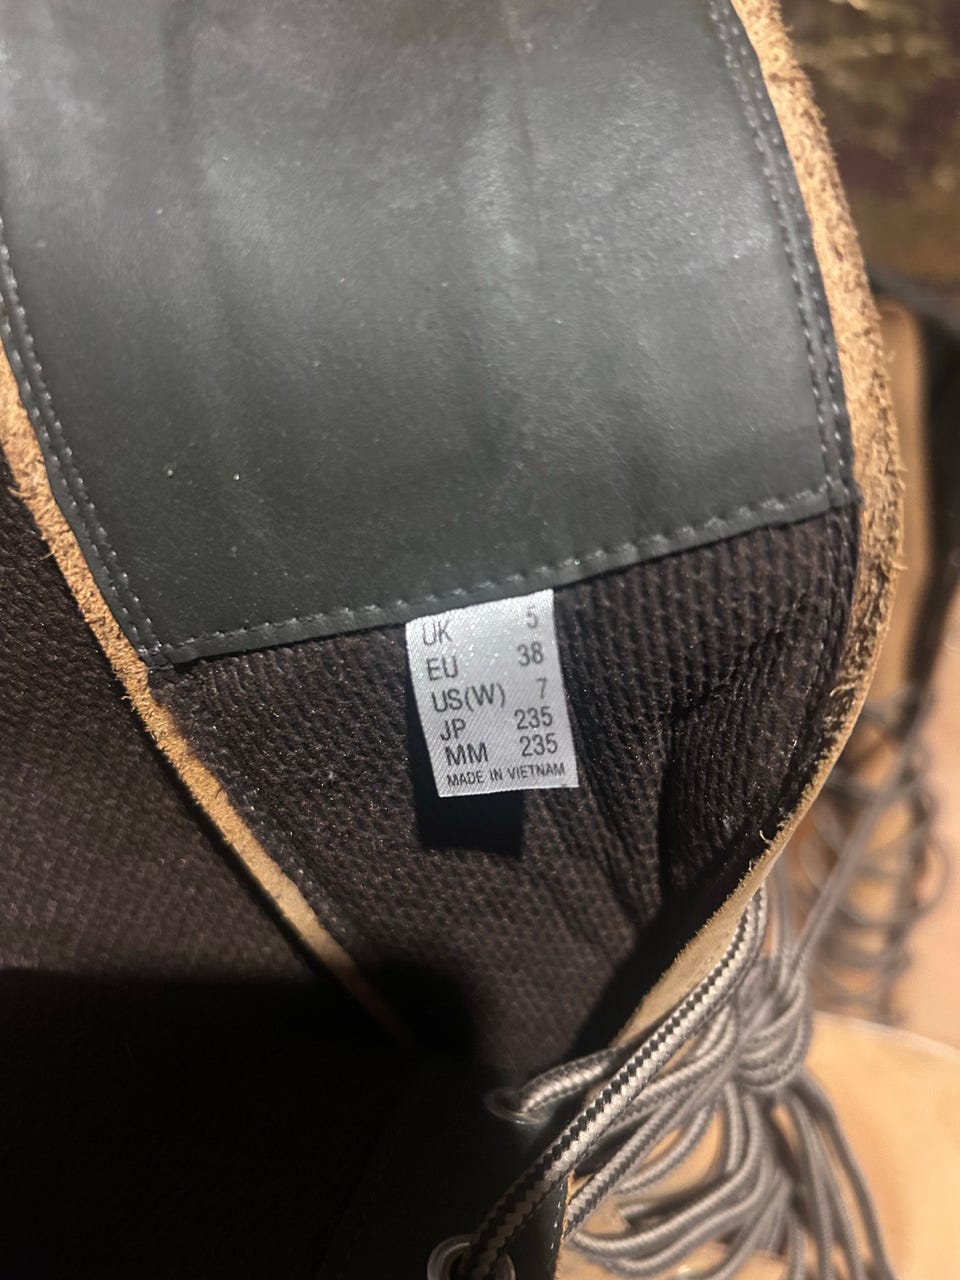 UK 5
EU 38
US(W) 7
JP 235
MM 235
MADE IN VIETNAM